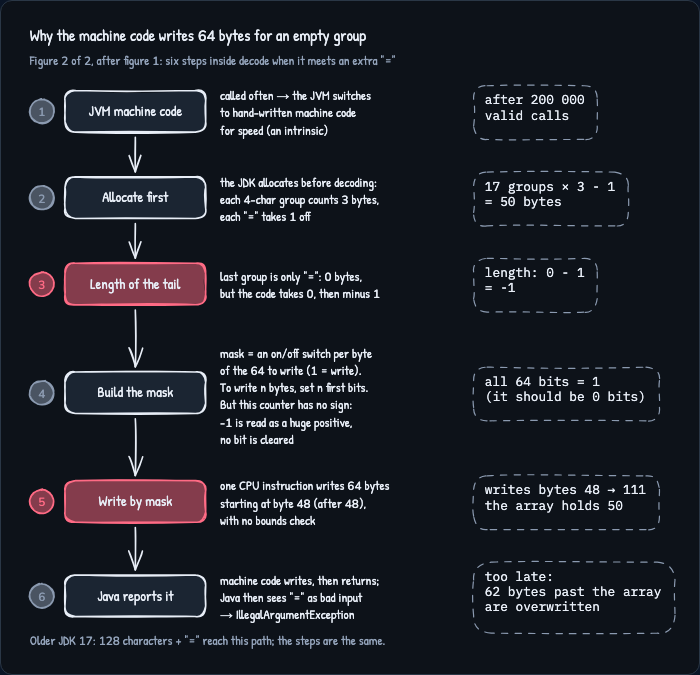 Why the machine code writes 64 bytes for an empty group
Figure 2 of 2, after figure 1: six steps inside decode when it meets an extra "="
1
JVM machine code
called often → the JVM switches
to hand-written machine code
for speed (an intrinsic)
after 200 000
valid calls
2
Allocate first
the JDK allocates before decoding:
each 4-char group counts 3 bytes,
each "=" takes 1 off
17 groups × 3 - 1
= 50 bytes
3
Length of the tail
last group is only "=": 0 bytes,
but the code takes 0, then minus 1
length: 0 - 1
= -1
4
Build the mask
mask = an on/off switch per byte
of the 64 to write (1 = write).
To write n bytes, set n first bits.
But this counter has no sign:
-1 is read as a huge positive,
no bit is cleared
all 64 bits = 1
(it should be 0 bits)
5
Write by mask
one CPU instruction writes 64 bytes
starting at byte 48 (after 48),
with no bounds check
writes bytes 48 → 111
the array holds 50
6
Java reports it
machine code writes, then returns;
Java then sees "=" as bad input
→ IllegalArgumentException
too late:
62 bytes past the array
are overwritten
Older JDK 17: 128 characters + "=" reach this path; the steps are the same.